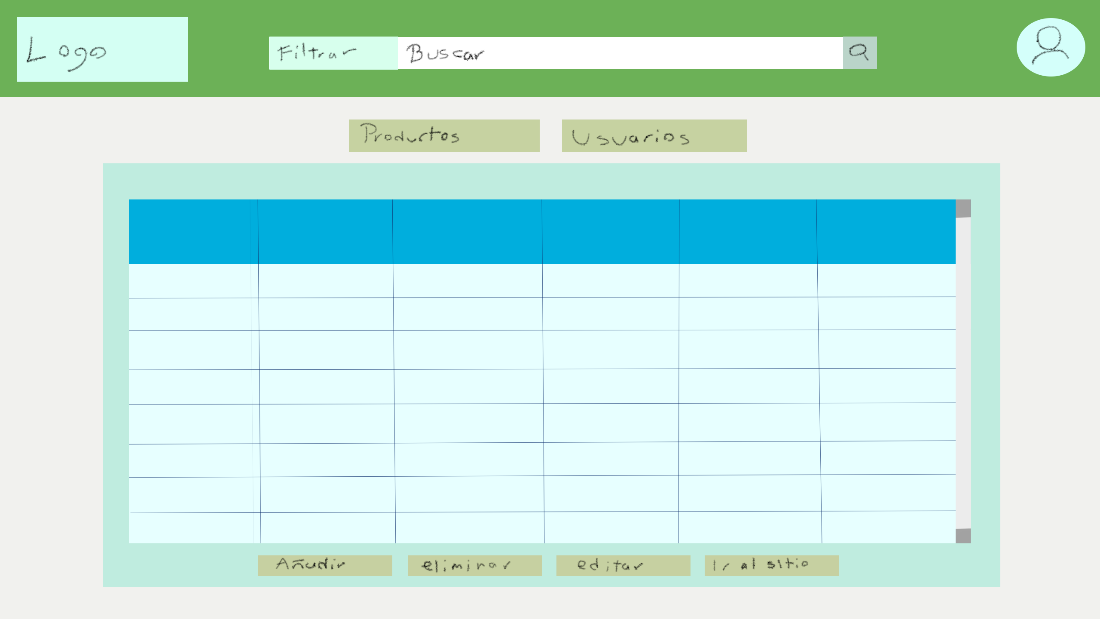 Logo
Filtrar
Buscar
Productos
Usuarios
Añadir
eliminar
editar
Ir al sitio